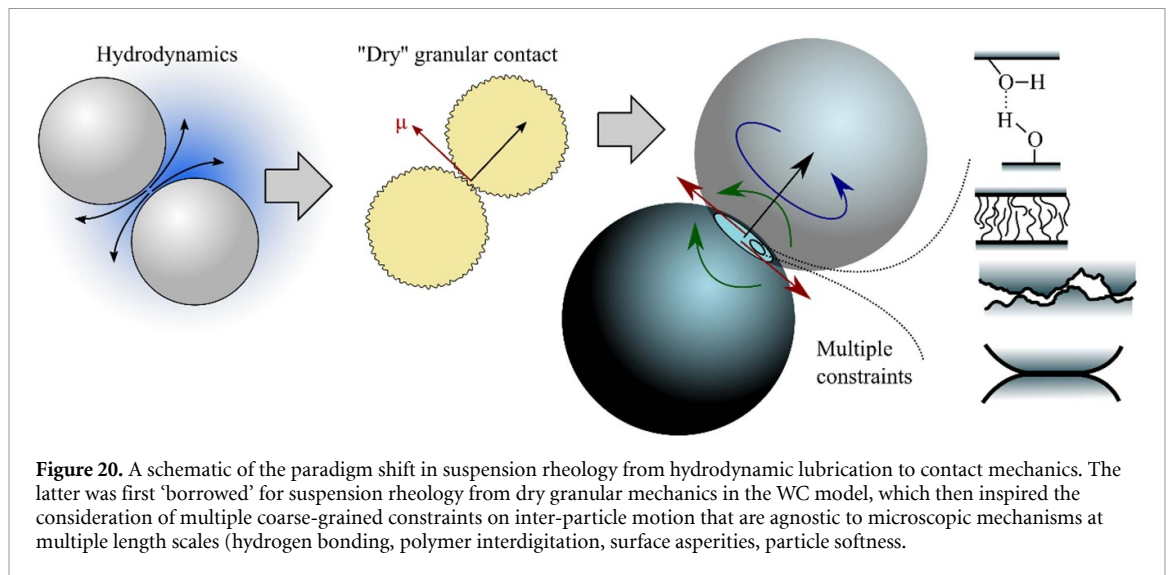 Hydrodynamics
"Dry" granular contact
μ
O–H
H
O
Multiple
constraints
Figure 20. A schematic of the paradigm shift in suspension rheology from hydrodynamic lubrication to contact mechanics. The
latter was first ‘borrowed’ for suspension rheology from dry granular mechanics in the WC model, which then inspired the
consideration of multiple coarse-grained constraints on inter-particle motion that are agnostic to microscopic mechanisms at
multiple length scales (hydrogen bonding, polymer interdigitation, surface asperities, particle softness.